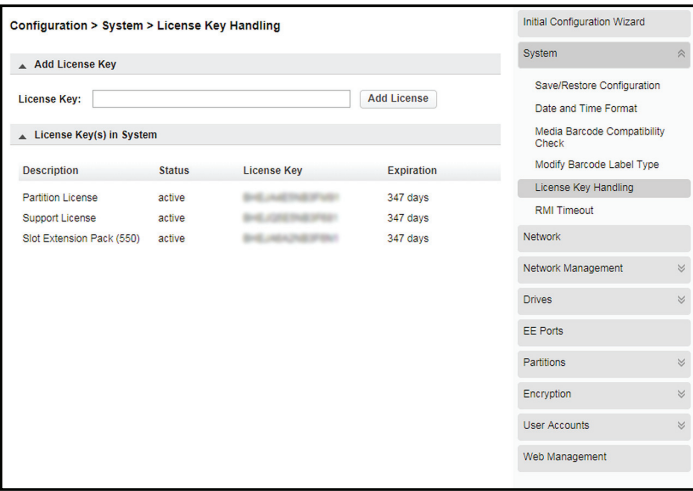 Configuration > System > License Key Handling
Add License Key
License Key: Add License
License Key(s) in System
Description Status License Key Expiration
Partition License active 347 days
Support License active 347 days
Slot Extension Pack (550) active 347 days
Initial Configuration Wizard
System
Save/Restore Configuration
Date and Time Format
Media Barcode Compatibility
Check
Modify Barcode Label Type
License Key Handling
RMI Timeout
Network
Network Management
Drives
EE Ports
Partitions
Encryption
User Accounts
Web Management